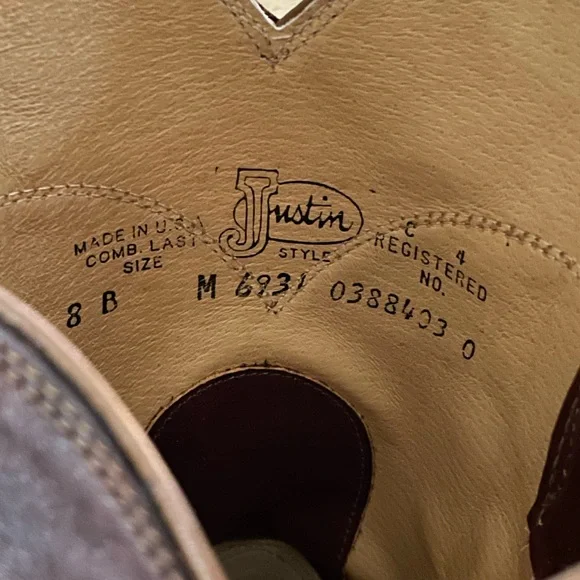 Justin
MADE IN U.S.A
COMB. LAST
SIZE
STYLE
C 4
REGISTERED
NO.
8 B M 6931 0388403 0